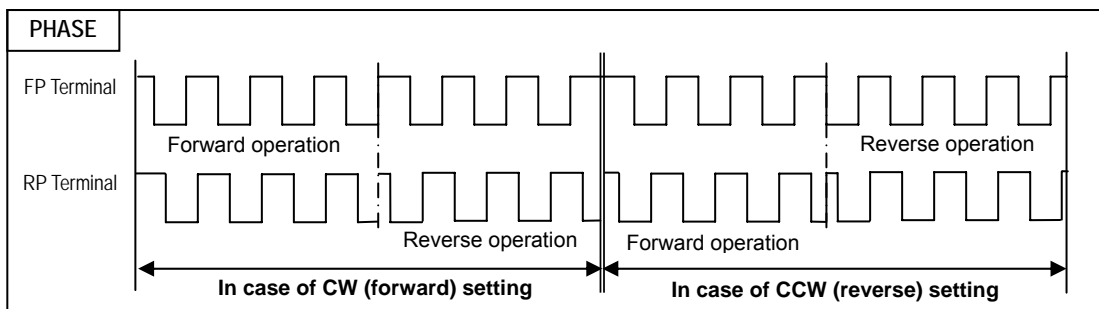 PHASE
FP Terminal
Forward operation
Reverse operation
RP Terminal
Reverse operation
Forward operation
In case of CW (forward) setting
In case of CCW (reverse) setting